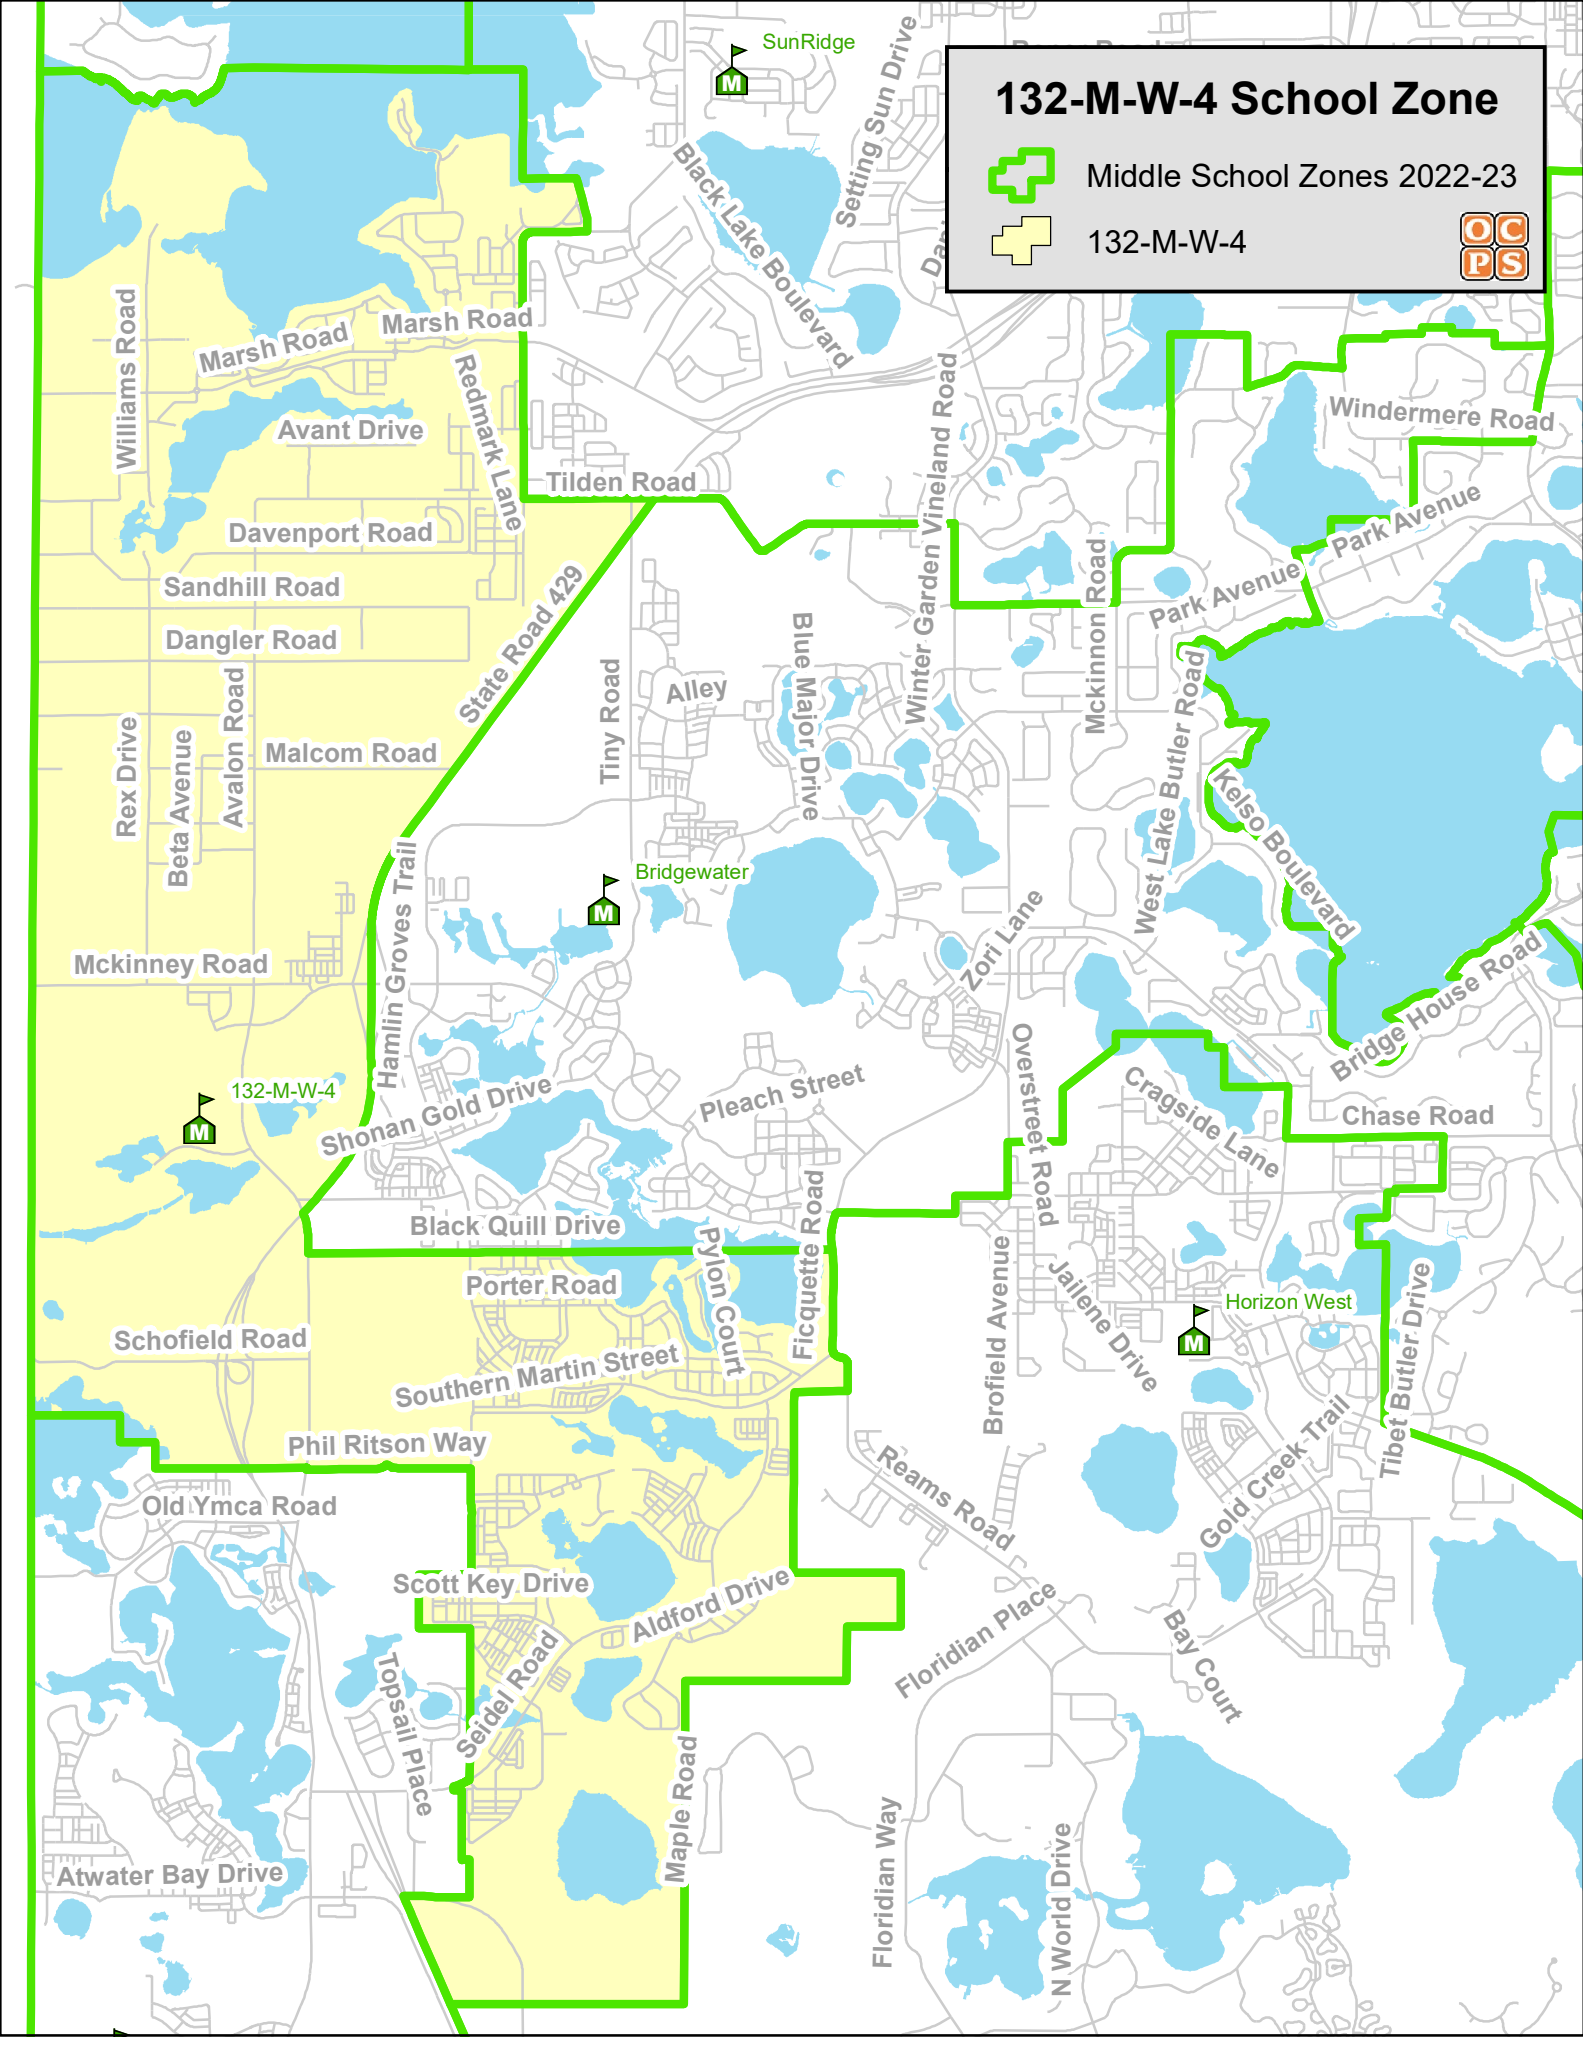 SunRidge
M
Setting Sun Drive
132-M-W-4 School Zone
Middle School Zones 2022-23
132-M-W-4
O C
P S
Black Lake Boulevard
Williams Road
Marsh Road
Marsh Road
Redmark Lane
Avant Drive
Windermere Road
Tilden Road
Winter Garden Vineland Road
Davenport Road
Park Avenue
Sandhill Road
State Road 429
Mckinnon Road
Park Avenue
Dangler Road
Blue Major Drive
Tiny Road
Alley
West Lake Butler Road
Avalon Road
Rex Drive
Beta Avenue
Malcom Road
Kelso Boulevard
Hamlin Groves Trail
Bridgewater
M
Zori Lane
Mckinney Road
Bridge House Road
Overstreet Road
132-M-W-4
M
Shonan Gold Drive
Pleach Street
Cragside Lane
Chase Road
Black Quill Drive
Pylon Court
Ficquette Road
Porter Road
Brofield Avenue
Jailene Drive
Horizon West
M
Tibet Butler Drive
Schofield Road
Southern Martin Street
Phil Ritson Way
Reams Road
Gold Creek Trail
Old Ymca Road
Scott Key Drive
Aldford Drive
Floridian Place
Bay Court
Topsail Place
Seidel Road
Maple Road
Floridian Way
N World Drive
Atwater Bay Drive